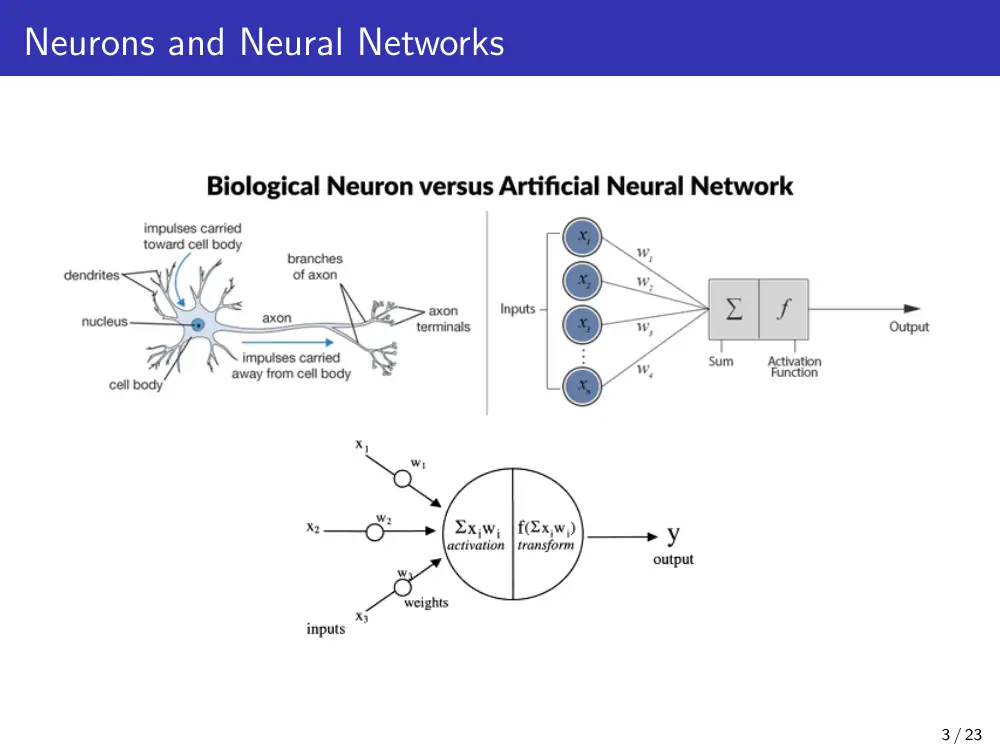 Neurons and Neural Networks
Biological Neuron versus Artificial Neural Network
impulses carried
toward cell body
dendrites
nucleus
cell body
axon
branches
of axon
axon
terminals
impulses carried
away from cell body
Inputs
x₁
x₂
x₃
xₙ
w₁
w₂
w₃
w₄
Σ
f
Sum
Activation
Function
Output
x₁
w₁
x₂
w₂
w₃
x₃
weights
inputs
Σxᵢwᵢ
activation
f(Σxᵢwᵢ)
transform
y
output
3 / 23